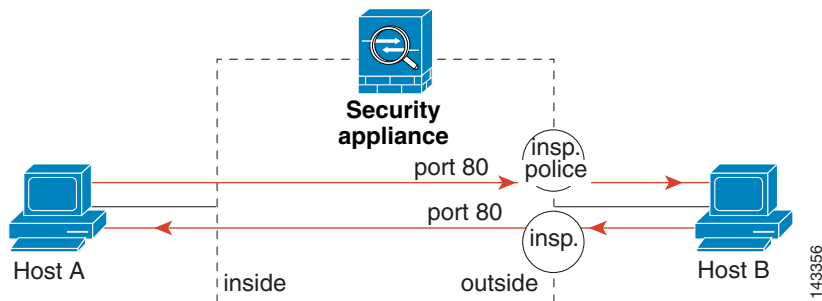 Security
appliance
insp.
police
port 80
port 80
insp.
Host A
inside
outside
Host B
143356